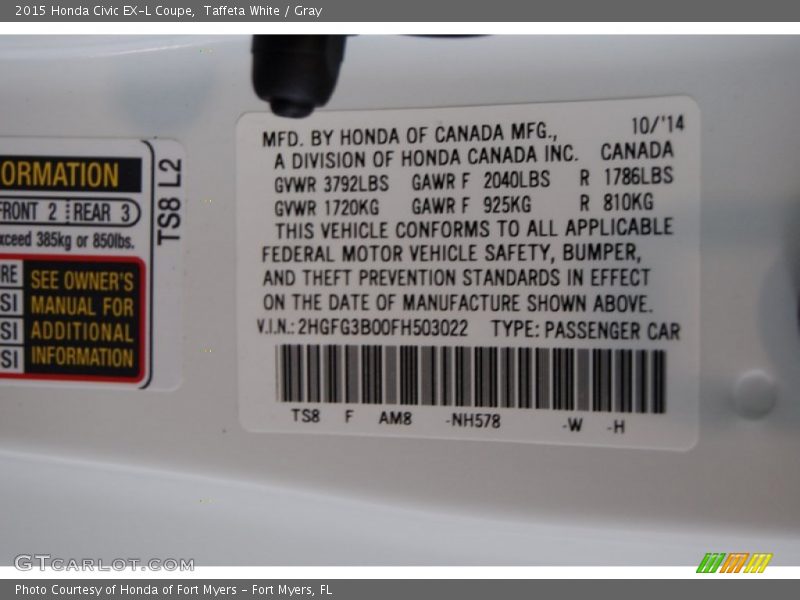 2015 Honda Civic EX-L Coupe, Taffeta White / Gray
MFD. BY HONDA OF CANADA MFG., 10/'14
A DIVISION OF HONDA CANADA INC. CANADA
GVWR 3792LBS GAWR F 2040LBS R 1786LBS
GVWR 1720KG GAWR F 925KG R 810KG
THIS VEHICLE CONFORMS TO ALL APPLICABLE
FEDERAL MOTOR VEHICLE SAFETY, BUMPER,
AND THEFT PREVENTION STANDARDS IN EFFECT
ON THE DATE OF MANUFACTURE SHOWN ABOVE.
V.I.N.: 2HGFG3B00FH503022 TYPE: PASSENGER CAR
TS8 F AM8 -NH578 -W -H
ORMATION
FRONT 2 REAR 3
xceed 385kg or 850lbs.
RE SEE OWNER'S
SI MANUAL FOR
SI ADDITIONAL
SI INFORMATION
TS8 L2
GTCARLOT.COM
Photo Courtesy of Honda of Fort Myers - Fort Myers, FL